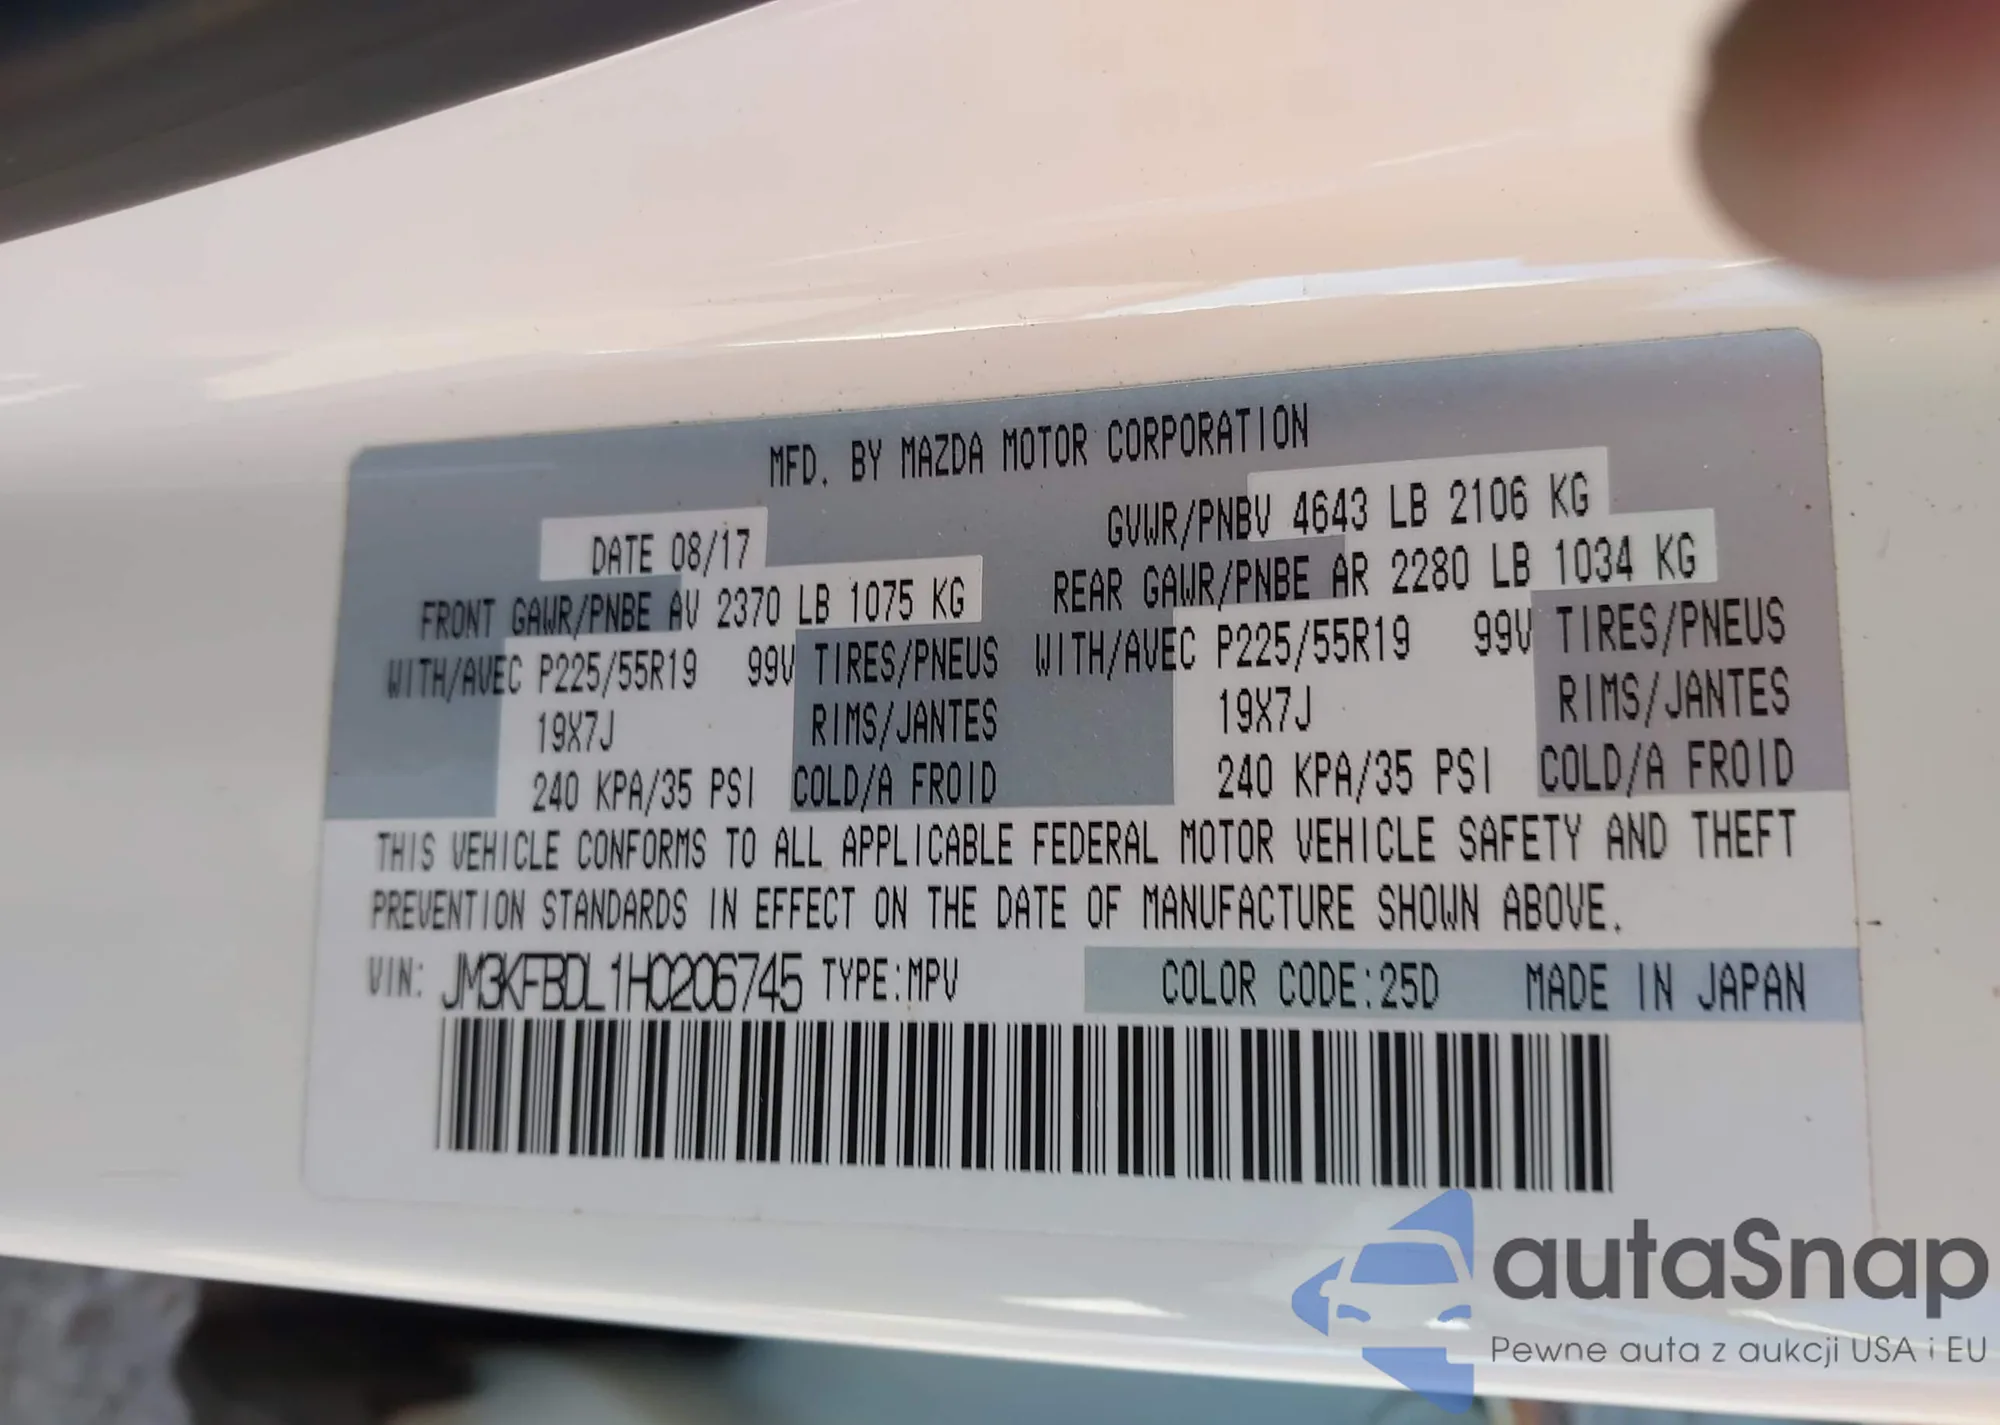 MFD. BY MAZDA MOTOR CORPORATION
DATE 08/17 GVWR/PNBV 4643 LB 2106 KG
FRONT GAWR/PNBE AV 2370 LB 1075 KG REAR GAWR/PNBE AR 2280 LB 1034 KG
WITH/AVEC P225/55R19 99V TIRES/PNEUS WITH/AVEC P225/55R19 99V TIRES/PNEUS
19X7J RIMS/JANTES 19X7J RIMS/JANTES
240 KPA/35 PSI COLD/A FROID 240 KPA/35 PSI COLD/A FROID
THIS VEHICLE CONFORMS TO ALL APPLICABLE FEDERAL MOTOR VEHICLE SAFETY AND THEFT
PREVENTION STANDARDS IN EFFECT ON THE DATE OF MANUFACTURE SHOWN ABOVE.
VIN: JM3KFBDL1H0206745 TYPE:MPV COLOR CODE:25D MADE IN JAPAN
autaSnap
Pewne auta z aukcji USA i EU